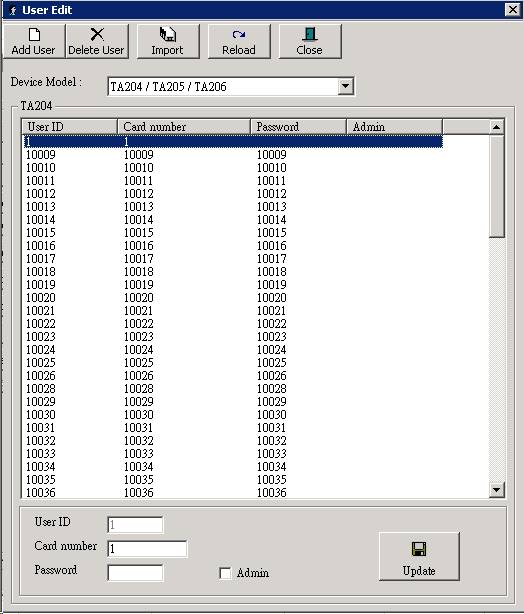 User Edit
Add User Delete User Import Reload Close
Device Model : TA204 / TA205 / TA206
TA204
User ID Card number Password Admin
1 1
10009 10009 10009
10010 10010 10010
10011 10011 10011
10012 10012 10012
10013 10013 10013
10014 10014 10014
10015 10015 10015
10016 10016 10016
10017 10017 10017
10018 10018 10018
10019 10019 10019
10020 10020 10020
10021 10021 10021
10022 10022 10022
10023 10023 10023
10024 10024 10024
10025 10025 10025
10026 10026 10026
10028 10028 10028
10029 10029 10029
10030 10030 10030
10031 10031 10031
10032 10032 10032
10033 10033 10033
10034 10034 10034
10035 10035 10035
10036 10036 10036
User ID 1
Card number 1
Password Admin
Update